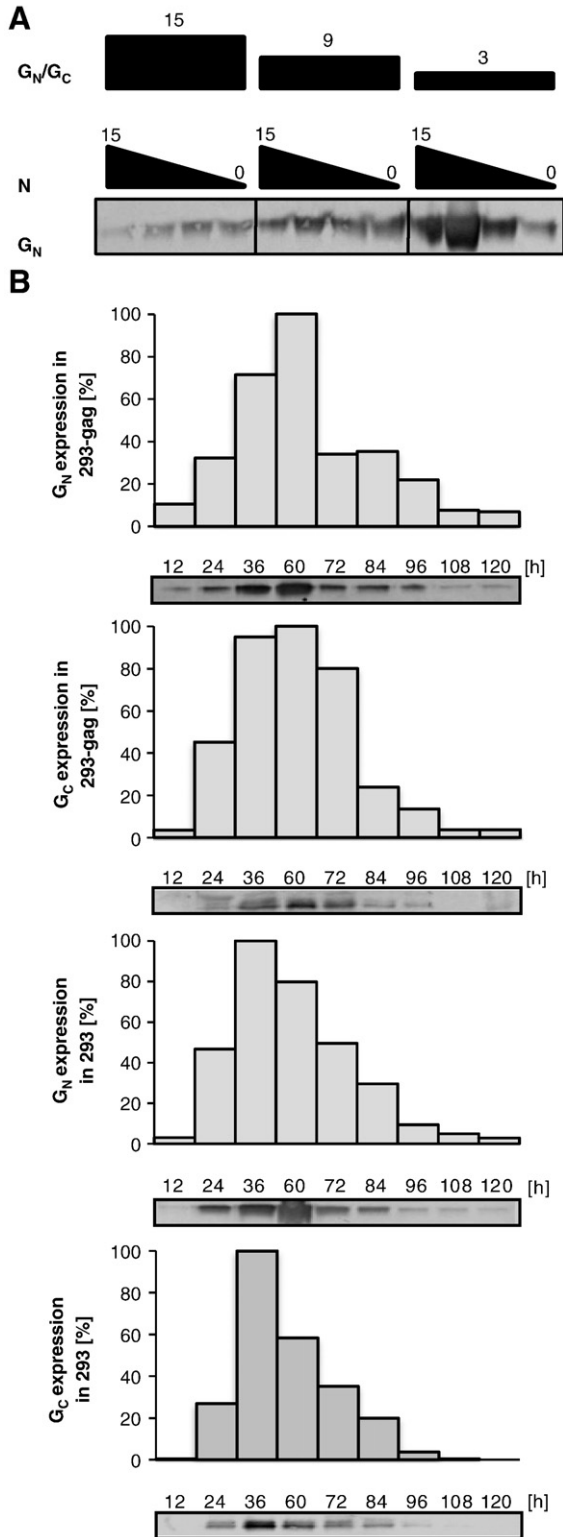 A
15
9
3
GN/GC
15 0 15 0 15 0
N
GN
B
GN expression in
293-gag [%]
100
80
60
40
20
0
12 24 36 60 72 84 96 108 120 [h]
GC expression in
293-gag [%]
100
80
60
40
20
0
12 24 36 60 72 84 96 108 120 [h]
GN expression
in 293 [%]
100
80
60
40
20
0
12 24 36 60 72 84 96 108 120 [h]
GC expression
in 293 [%]
100
80
60
40
20
0
12 24 36 60 72 84 96 108 120 [h]